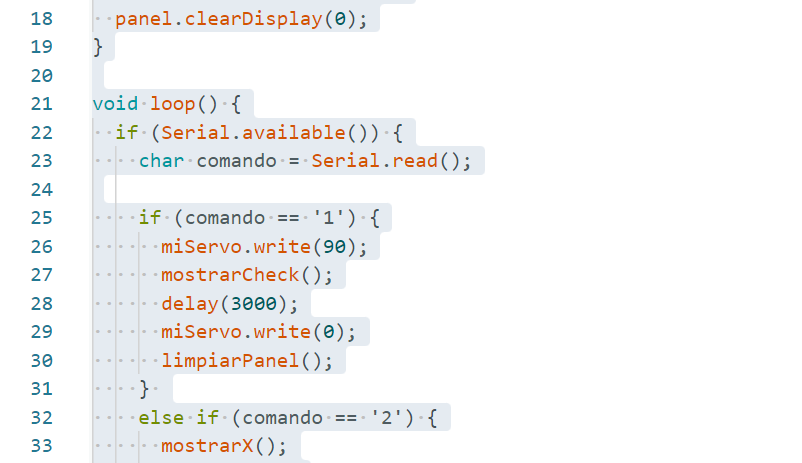 18 panel.clearDisplay(0);
19 }
20
21 void loop() {
22 if (Serial.available()) {
23 char comando = Serial.read();
24
25 if (comando == '1') {
26 miServo.write(90);
27 mostrarCheck();
28 delay(3000);
29 miServo.write(0);
30 limpiarPanel();
31 }
32 else if (comando == '2') {
33 mostrarX();